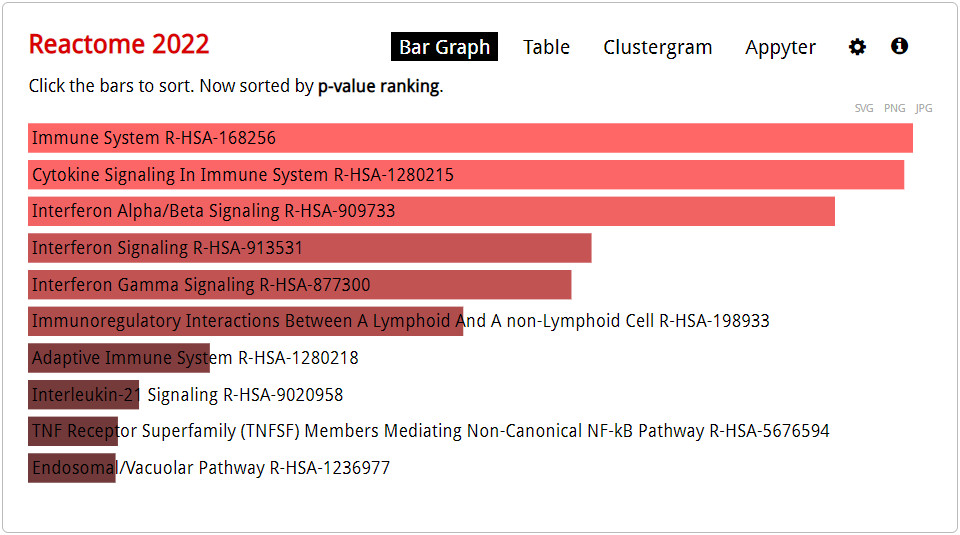 Reactome 2022
Bar Graph Table Clustergram Appyter
Click the bars to sort. Now sorted by p-value ranking.
SVG PNG JPG
Immune System R-HSA-168256
Cytokine Signaling In Immune System R-HSA-1280215
Interferon Alpha/Beta Signaling R-HSA-909733
Interferon Signaling R-HSA-913531
Interferon Gamma Signaling R-HSA-877300
Immunoregulatory Interactions Between A Lymphoid And A non-Lymphoid Cell R-HSA-198933
Adaptive Immune System R-HSA-1280218
Interleukin-21 Signaling R-HSA-9020958
TNF Receptor Superfamily (TNFSF) Members Mediating Non-Canonical NF-kB Pathway R-HSA-5676594
Endosomal/Vacuolar Pathway R-HSA-1236977